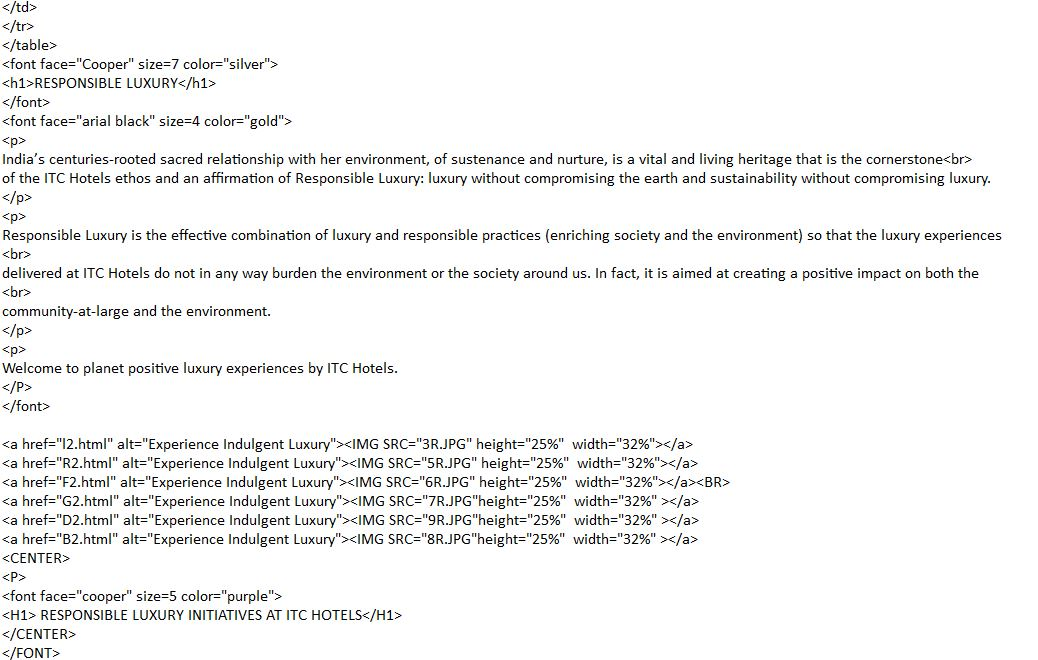 </td>
</tr>
</table>
<font face="Cooper" size=7 color="silver">
<h1>RESPONSIBLE LUXURY</h1>
</font>
<font face="arial black" size=4 color="gold">
<p>
India’s centuries-rooted sacred relationship with her environment, of sustenance and nurture, is a vital and living heritage that is the cornerstone<br>
of the ITC Hotels ethos and an affirmation of Responsible Luxury: luxury without compromising the earth and sustainability without compromising luxury.
</p>
<p>
Responsible Luxury is the effective combination of luxury and responsible practices (enriching society and the environment) so that the luxury experiences
<br>
delivered at ITC Hotels do not in any way burden the environment or the society around us. In fact, it is aimed at creating a positive impact on both the
<br>
community-at-large and the environment.
</p>
<p>
Welcome to planet positive luxury experiences by ITC Hotels.
</P>
</font>

<a href="l2.html" alt="Experience Indulgent Luxury"><IMG SRC="3R.JPG" height="25%"  width="32%"></a>
<a href="R2.html" alt="Experience Indulgent Luxury"><IMG SRC="5R.JPG" height="25%"  width="32%"></a>
<a href="F2.html" alt="Experience Indulgent Luxury"><IMG SRC="6R.JPG" height="25%"  width="32%"></a><BR>
<a href="G2.html" alt="Experience Indulgent Luxury"><IMG SRC="7R.JPG"height="25%"  width="32%" ></a>
<a href="D2.html" alt="Experience Indulgent Luxury"><IMG SRC="9R.JPG"height="25%"  width="32%" ></a>
<a href="B2.html" alt="Experience Indulgent Luxury"><IMG SRC="8R.JPG"height="25%"  width="32%" ></a>
<CENTER>
<P>
<font face="cooper" size=5 color="purple">
<H1> RESPONSIBLE LUXURY INITIATIVES AT ITC HOTELS</H1>
</CENTER>
</FONT>